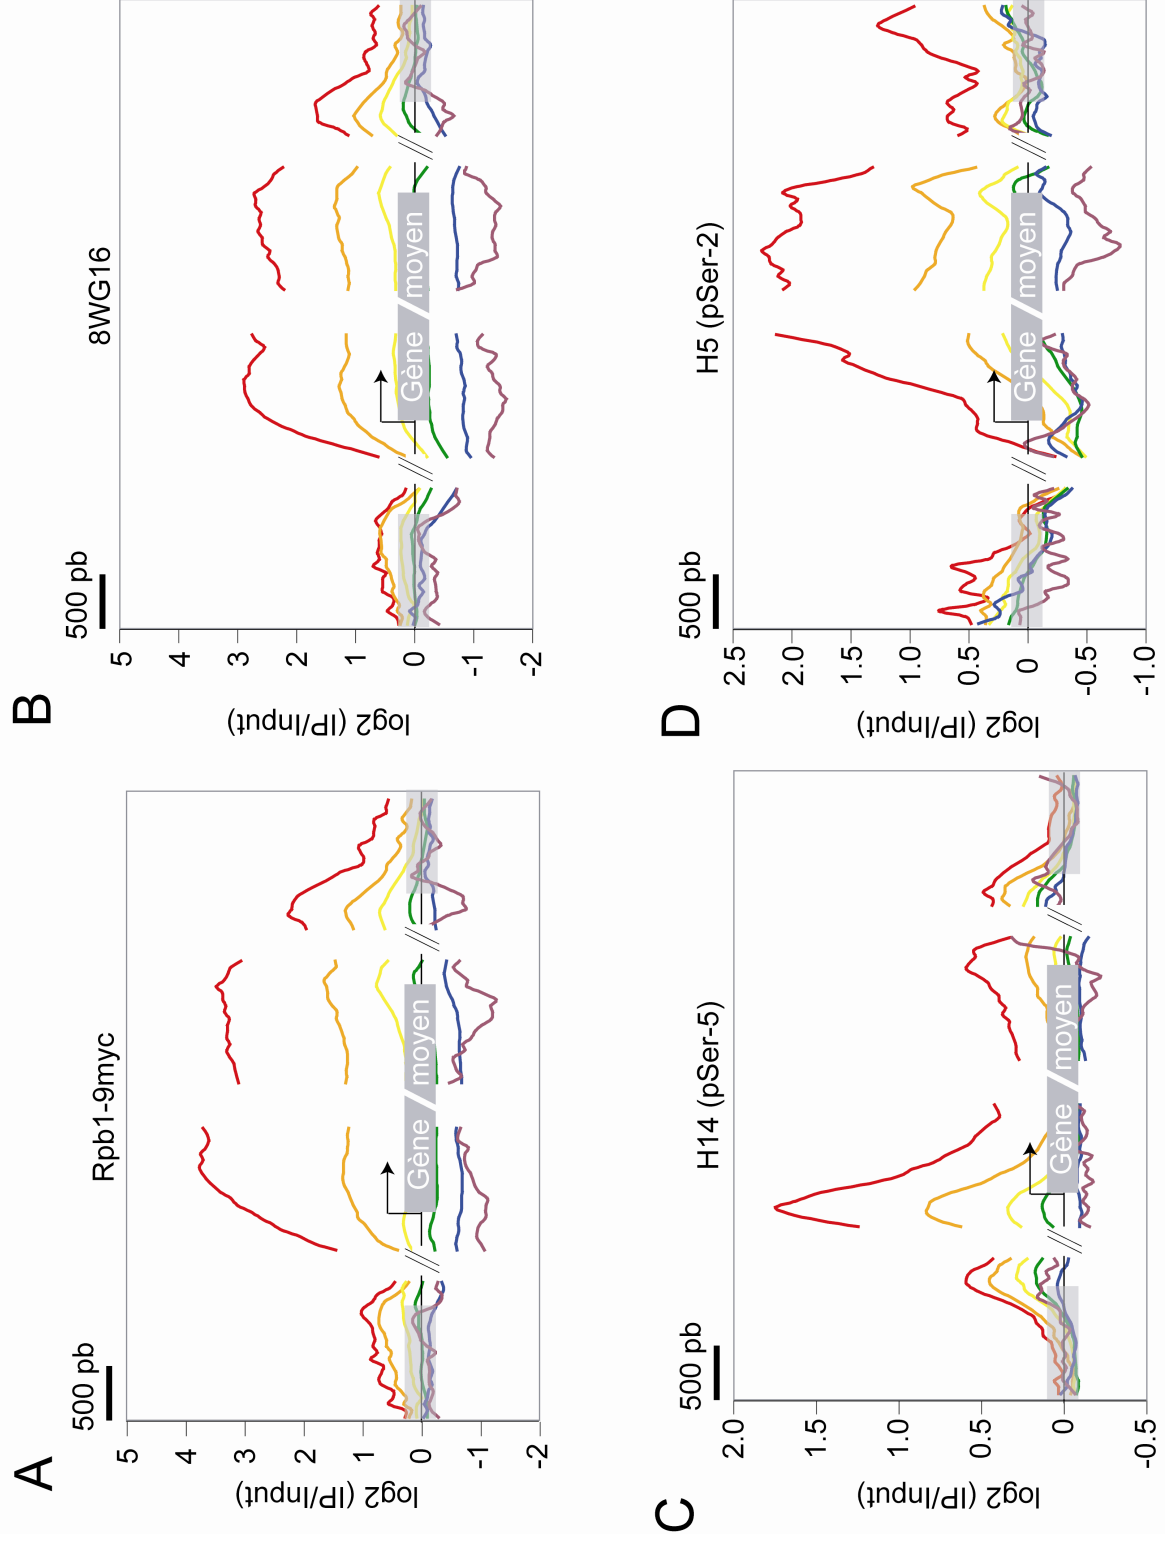 A
Rpb1-9myc
500 pb
log2 (IP/Input)
5
4
3
2
1
0
-1
-2
Gène / moyen
B
8WG16
500 pb
log2 (IP/Input)
5
4
3
2
1
0
-1
-2
Gène / moyen
C
H14 (pSer-5)
500 pb
log2 (IP/Input)
2.0
1.5
1.0
0.5
0
-0.5
Gène / moyen
D
H5 (pSer-2)
500 pb
log2 (IP/Input)
2.5
2.0
1.5
1.0
0.5
0
-0.5
-1.0
Gène / moyen